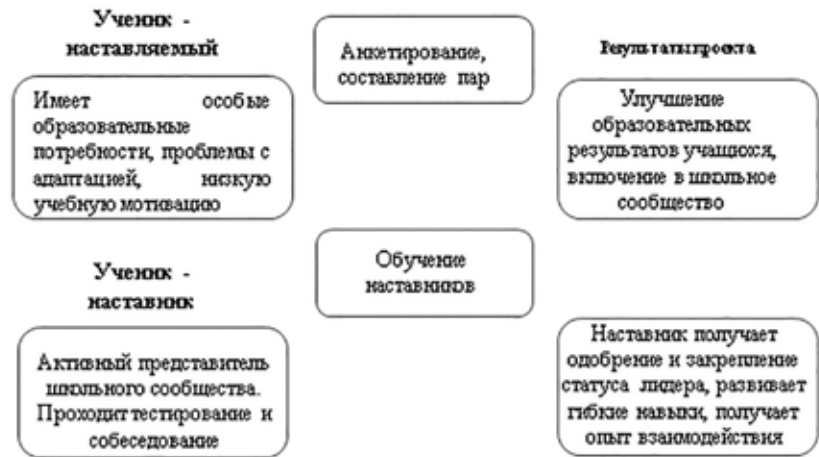 Ученик -
наставляемый
Имеет особые
образовательные
потребности, проблемы с
адаптацией, низкую
учебную мотивацию
Анкетирование,
составление пар
Результаты проекта
Улучшение
образовательных
результатов учащихся,
включение в школьное
сообщество
Ученик -
наставник
Активный представитель
школьного сообщества.
Проходит тестирование и
собеседование
Обучение
наставников
Наставник получает
одобрение и закрепление
статуса лидера, развивает
гибкие навыки, получает
опыт взаимодействия